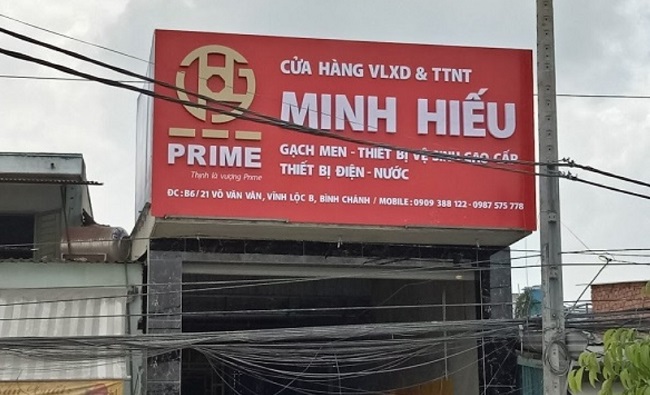 CỬA HÀNG VLXD & TTNT
MINH HIẾU
GẠCH MEN - THIẾT BỊ VỆ SINH CAO CẤP
THIẾT BỊ ĐIỆN - NƯỚC
PRIME
Thịnh là vượng Prime
ĐC : B6/21 VÕ VĂN VÂN, VĨNH LỘC B, BÌNH CHÁNH / MOBILE : 0909 388 122 - 0987 575 778